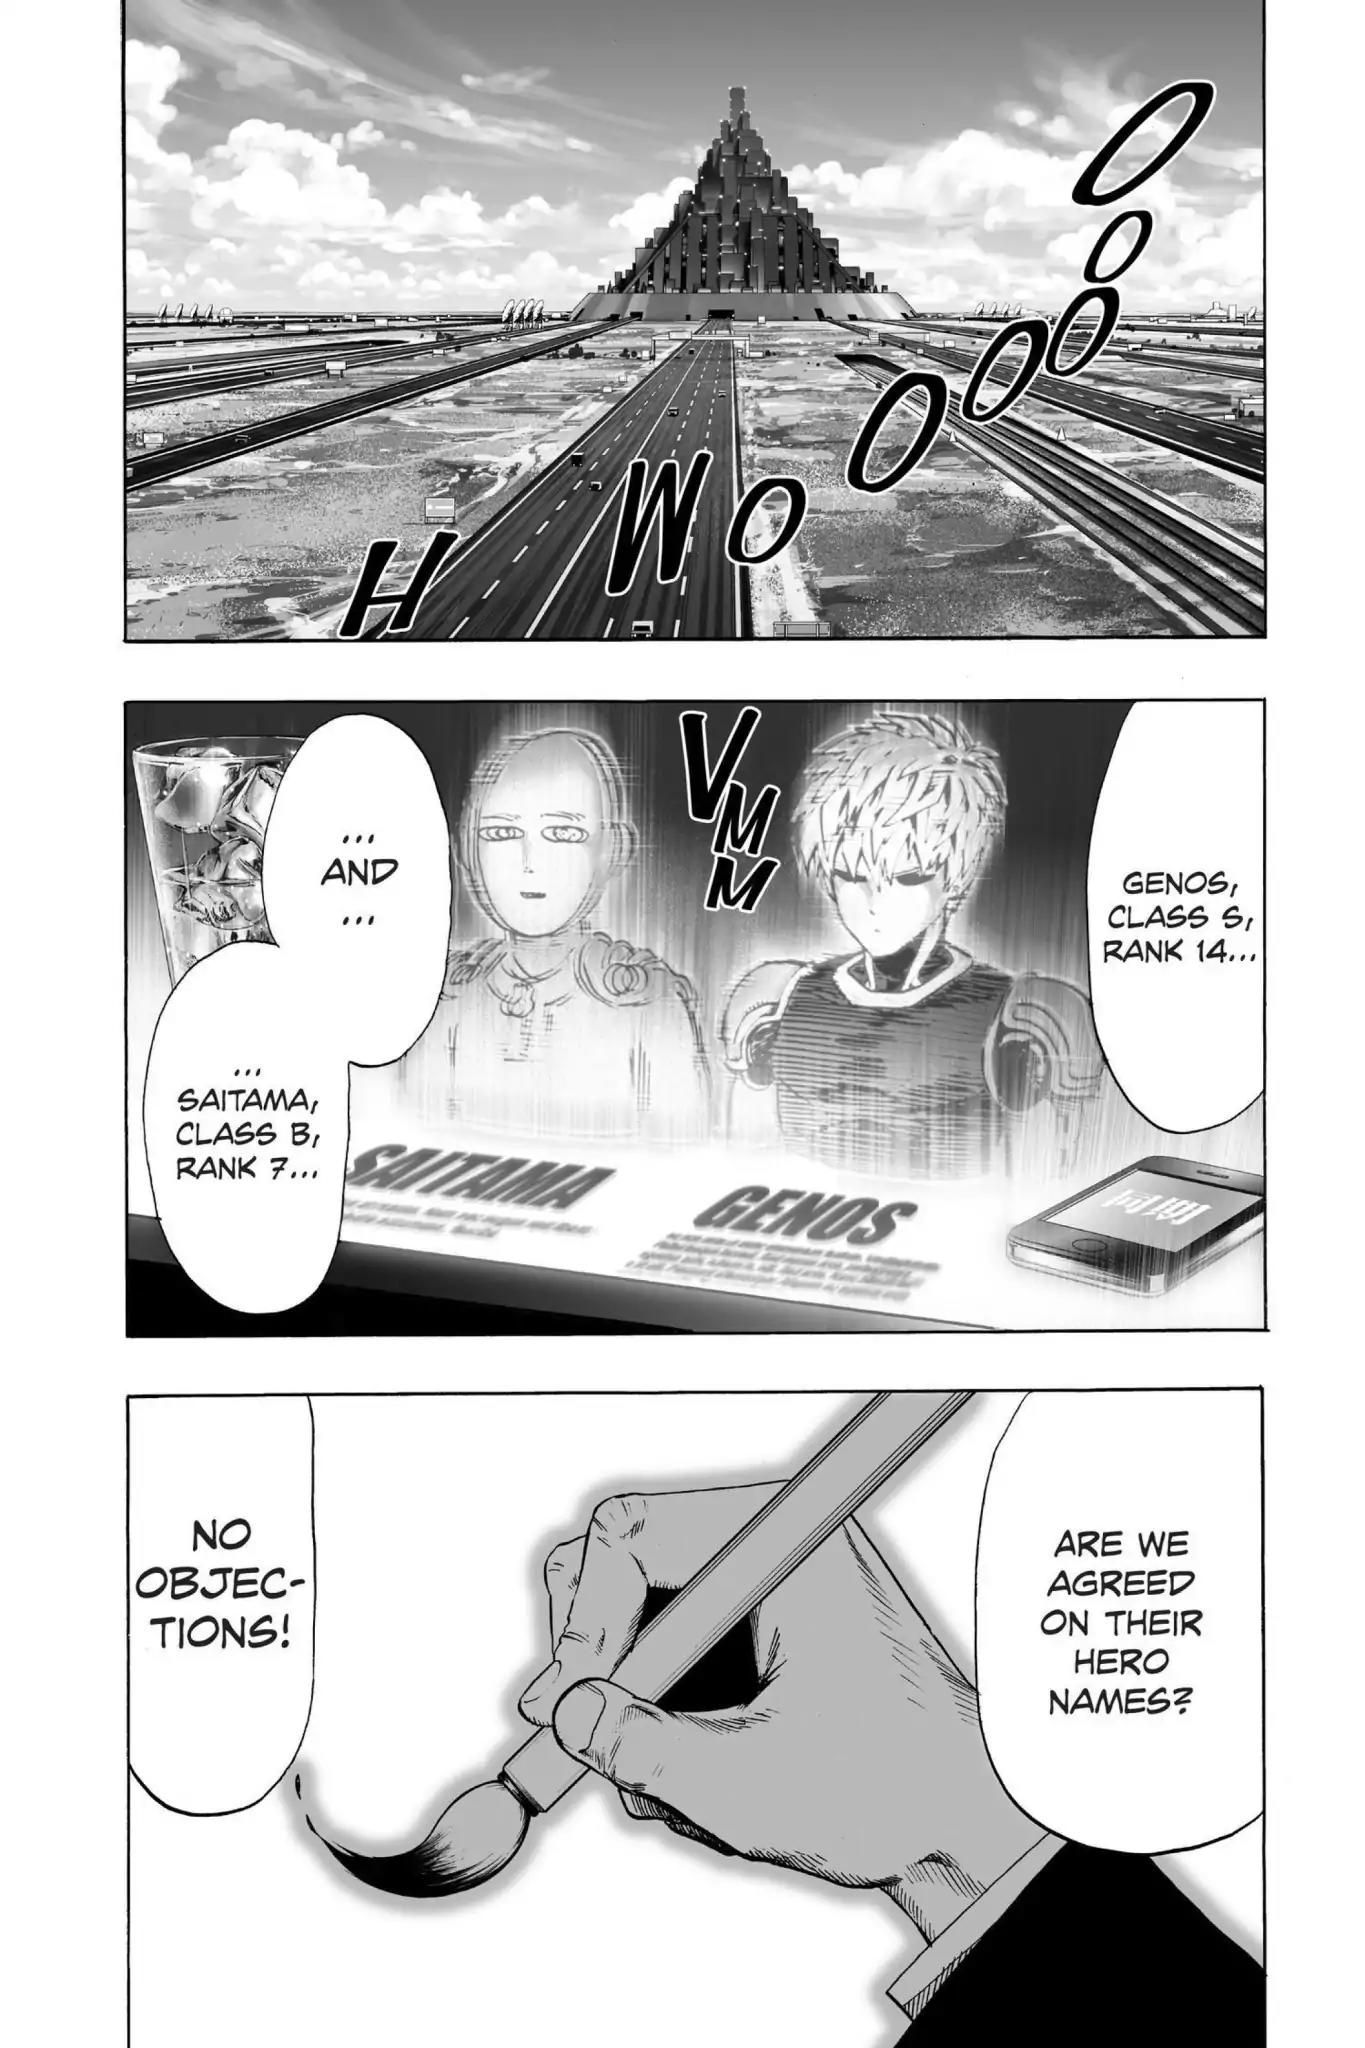 HWOOOOOOO
VMM
GENOS,
CLASS S,
RANK 14...
...
AND
...
...
SAITAMA,
CLASS B,
RANK 7...
SAITAMA
GENOS
ARE WE
AGREED
ON THEIR
HERO
NAMES?
NO
OBJEC-
TIONS!